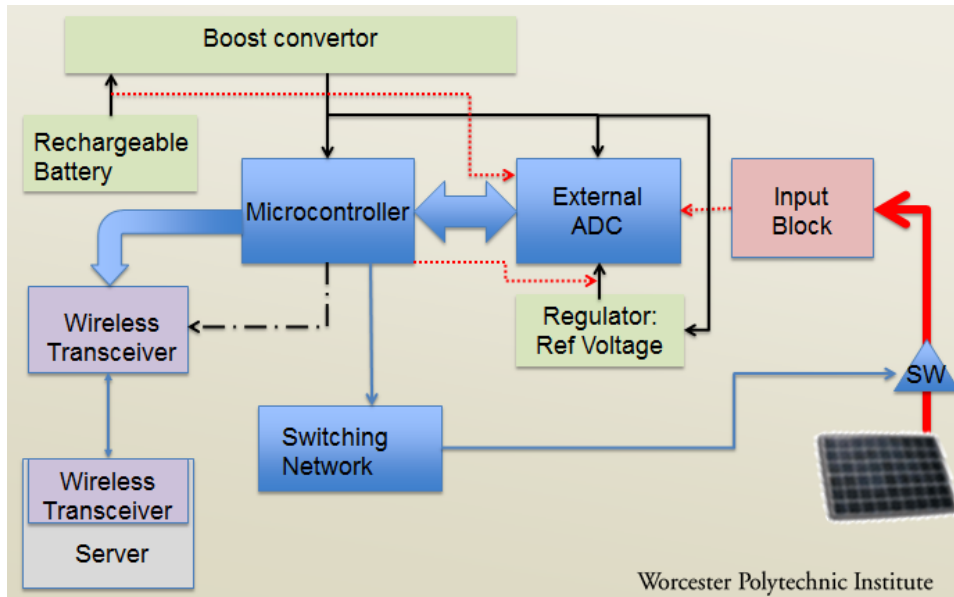 Boost convertor
Rechargeable
Battery
Microcontroller
External
ADC
Input
Block
Wireless
Transceiver
Regulator:
Ref Voltage
SW
Switching
Network
Wireless
Transceiver
Server
Worcester Polytechnic Institute